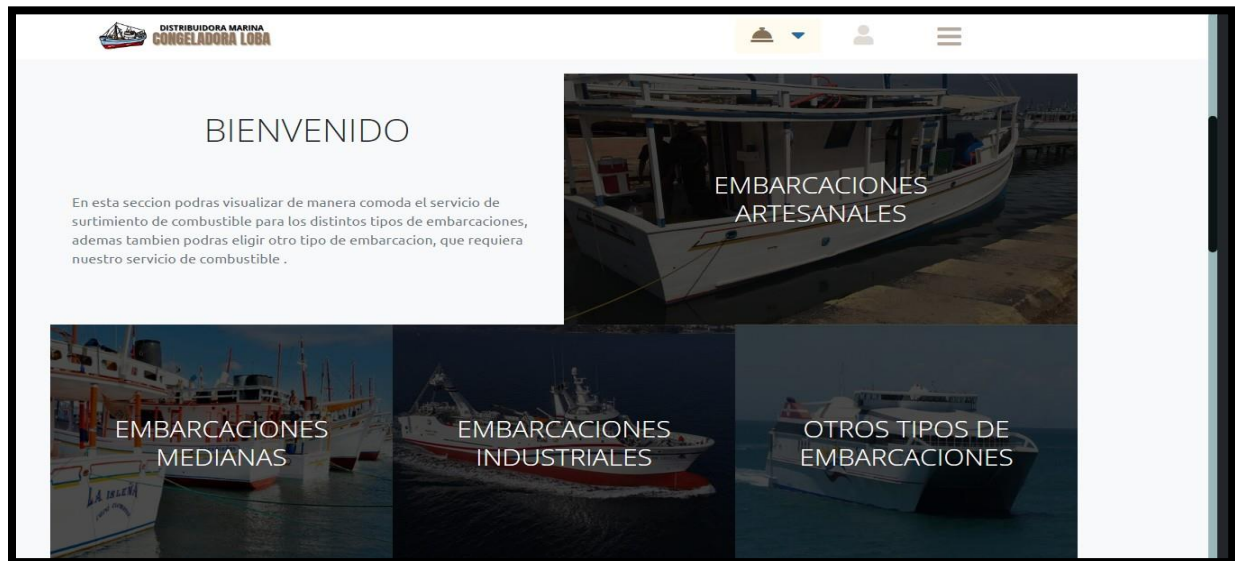 DISTRIBUIDORA MARINA
CONGELADORA LOBA
BIENVENIDO
En esta seccion podras visualizar de manera comoda el servicio de
surtimiento de combustible para los distintos tipos de embarcaciones,
ademas tambien podras eligir otro tipo de embarcacion, que requiera
nuestro servicio de combustible .
EMBARCACIONES
ARTESANALES
EMBARCACIONES
MEDIANAS
LA ISLEÑA
EMBARCACIONES
INDUSTRIALES
OTROS TIPOS DE
EMBARCACIONES